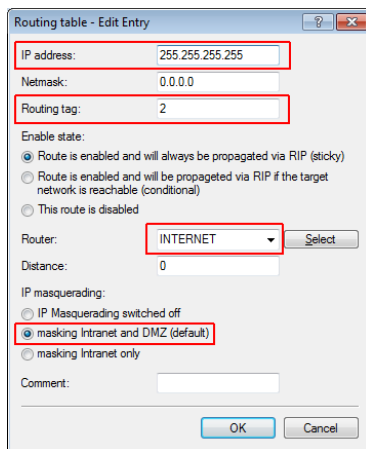 Routing table - Edit Entry
IP address: 255.255.255.255
Netmask: 0.0.0.0
Routing tag: 2
Enable state:
Route is enabled and will always be propagated via RIP (sticky)
Route is enabled and will be propageted via RIP if the target
network is reachable (conditional)
This route is disabled
Router: INTERNET Select
Distance: 0
IP masquerading:
IP Masquerading switched off
masking Intranet and DMZ (default)
masking Intranet only
Comment:
OK Cancel